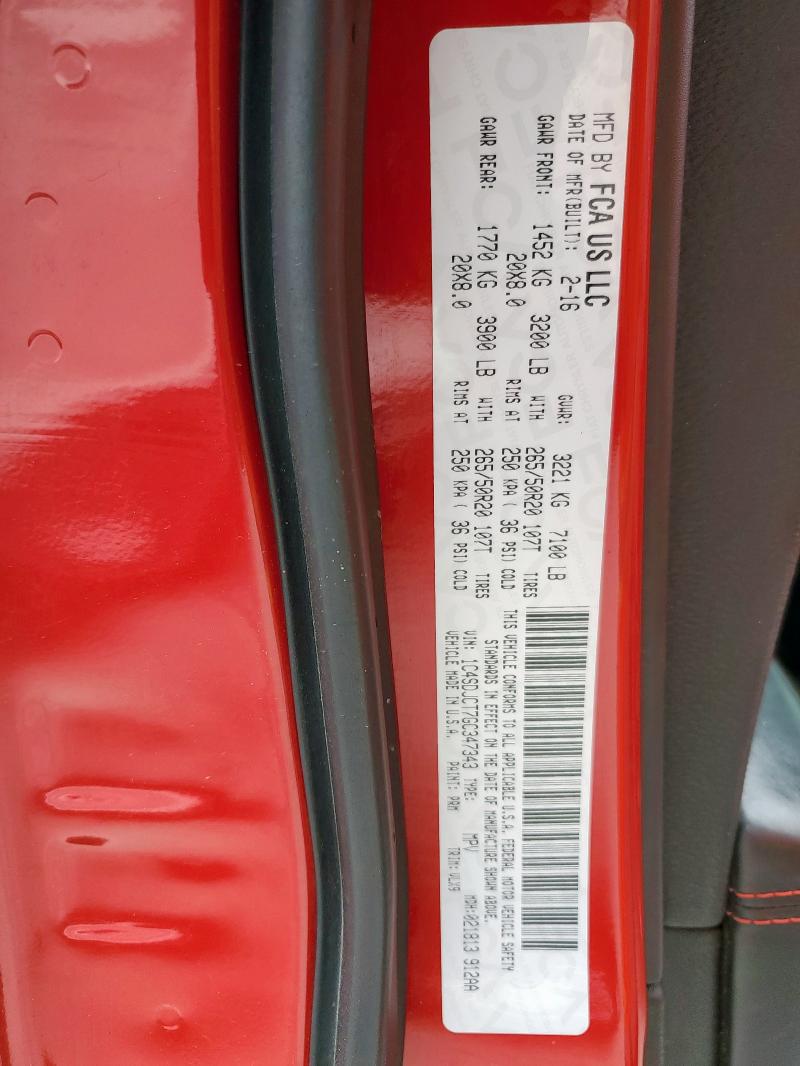 MFD BY FCA US LLC
DATE OF MFR(BUILT): 2-16 GVWR: 3221 KG 7100 LB
GAWR FRONT: 1452 KG 3200 LB WITH 265/50R20 107T TIRES
20X8.0 RIMS AT 250 KPA ( 36 PSI) COLD
GAWR REAR: 1770 KG 3900 LB WITH 265/50R20 107T TIRES
20X8.0 RIMS AT 250 KPA ( 36 PSI) COLD
THIS VEHICLE CONFORMS TO ALL APPLICABLE U.S.A. FEDERAL MOTOR VEHICLE SAFETY
STANDARDS IN EFFECT ON THE DATE OF MANUFACTURE SHOWN ABOVE.
VIN: 1C4SDJCT7GC347343 TYPE: MPV MDH:021813 912AA
VEHICLE MADE IN U.S.A. PAINT: PRM TRIM: VLX9